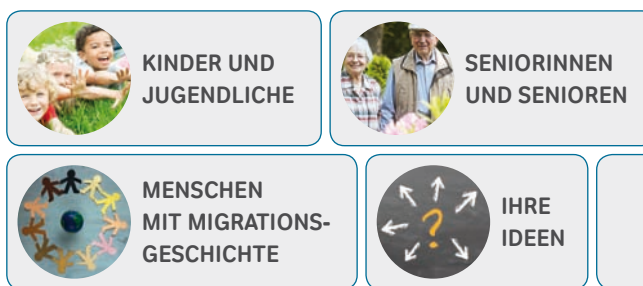 KINDER UND
JUGENDLICHE
SENIORINNEN
UND SENIOREN
MENSCHEN
MIT MIGRATIONS-
GESCHICHTE
?
IHRE
IDEEN